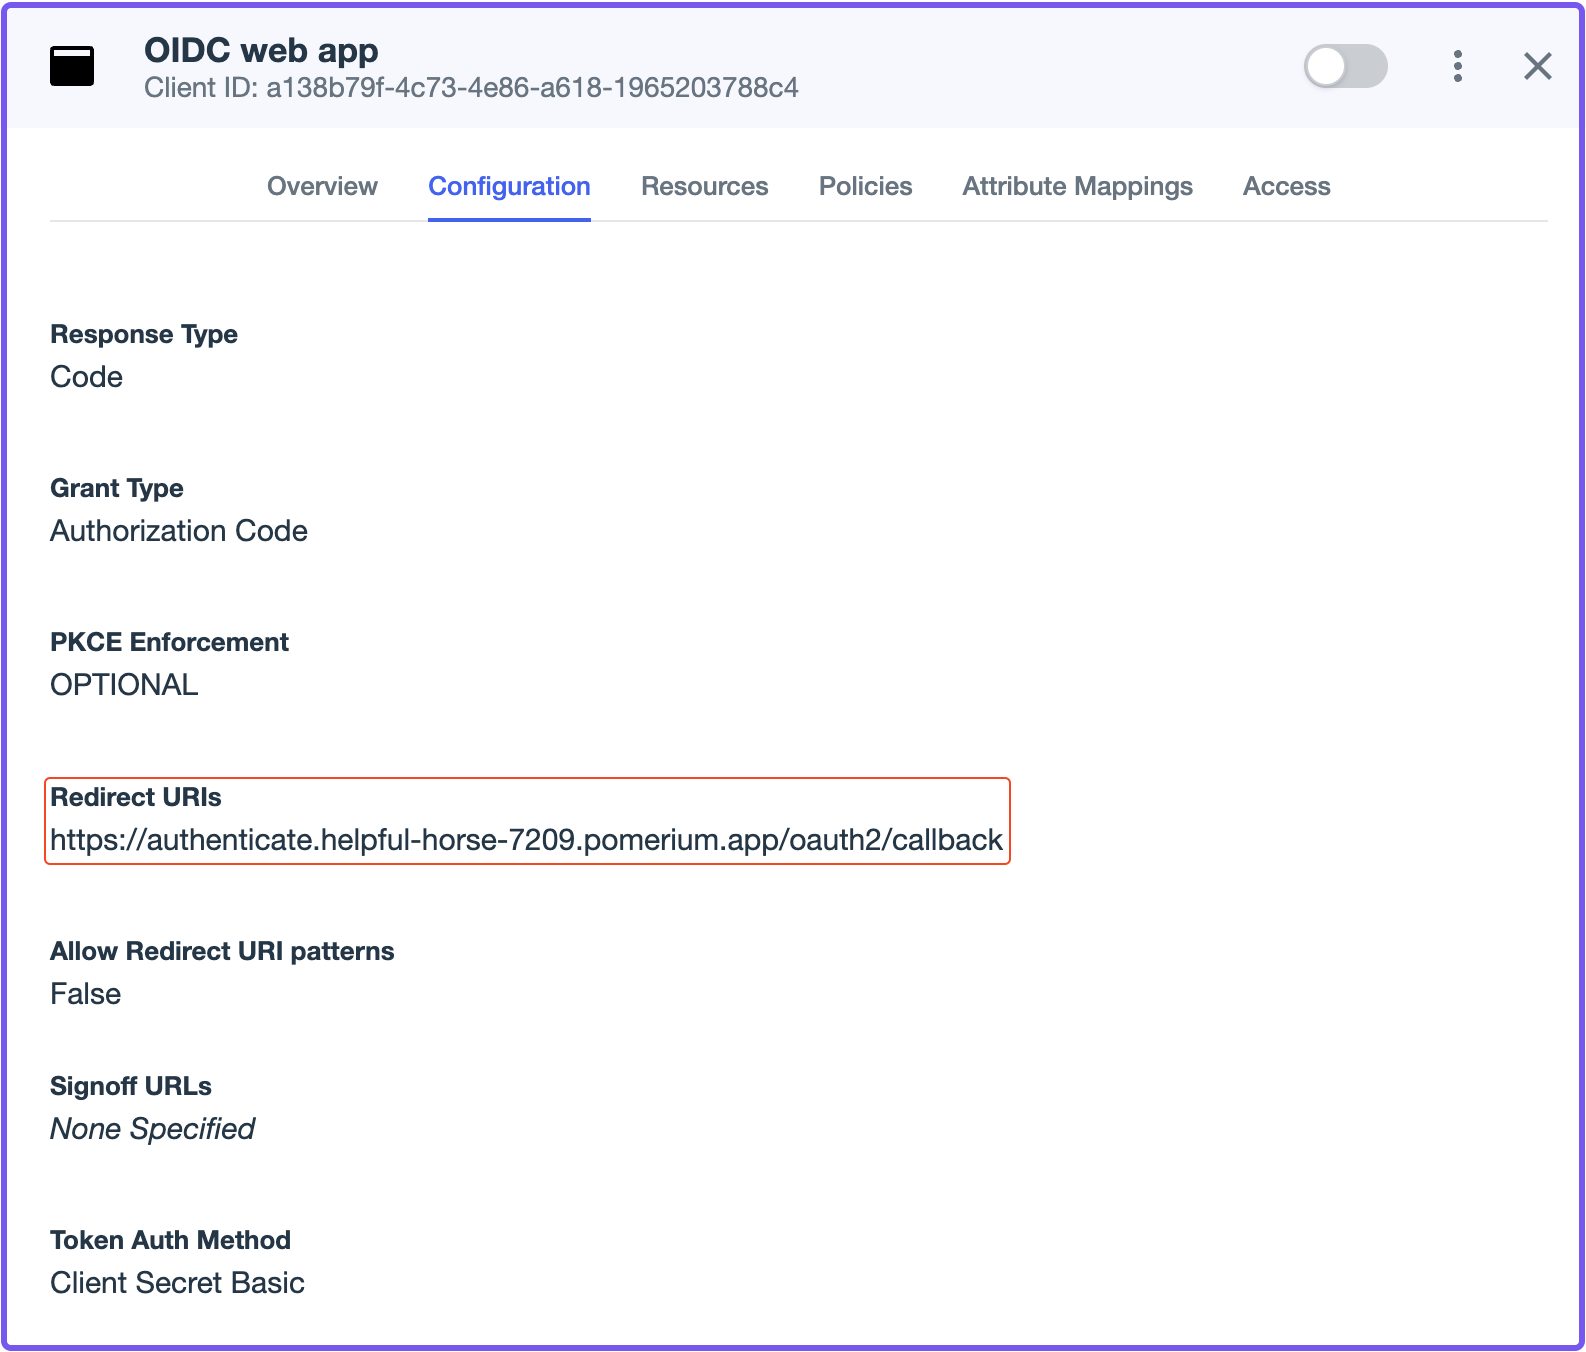 OIDC web app
Client ID: a138b79f-4c73-4e86-a618-1965203788c4
Overview Configuration Resources Policies Attribute Mappings Access
Response Type
Code
Grant Type
Authorization Code
PKCE Enforcement
OPTIONAL
Redirect URIs
https://authenticate.helpful-horse-7209.pomerium.app/oauth2/callback
Allow Redirect URI patterns
False
Signoff URLs
None Specified
Token Auth Method
Client Secret Basic